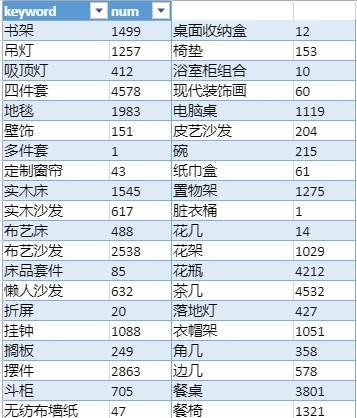 keyword num
书架 1499 桌面收纳盒 12
吊灯 1257 椅垫 153
吸顶灯 412 浴室柜组合 10
四件套 4578 现代装饰画 60
地毯 1983 电脑桌 1119
壁饰 151 皮艺沙发 204
多件套 1 碗 215
定制窗帘 43 纸巾盒 61
实木床 1545 置物架 1275
实木沙发 617 脏衣桶 1
布艺床 488 花几 14
布艺沙发 2538 花架 1029
床品套件 85 花瓶 4212
懒人沙发 632 茶几 4532
折屏 20 落地灯 427
挂钟 1088 衣帽架 1051
搁板 249 角几 358
摆件 2863 边几 578
斗柜 705 餐桌 3801
无纺布墙纸 47 餐椅 1321